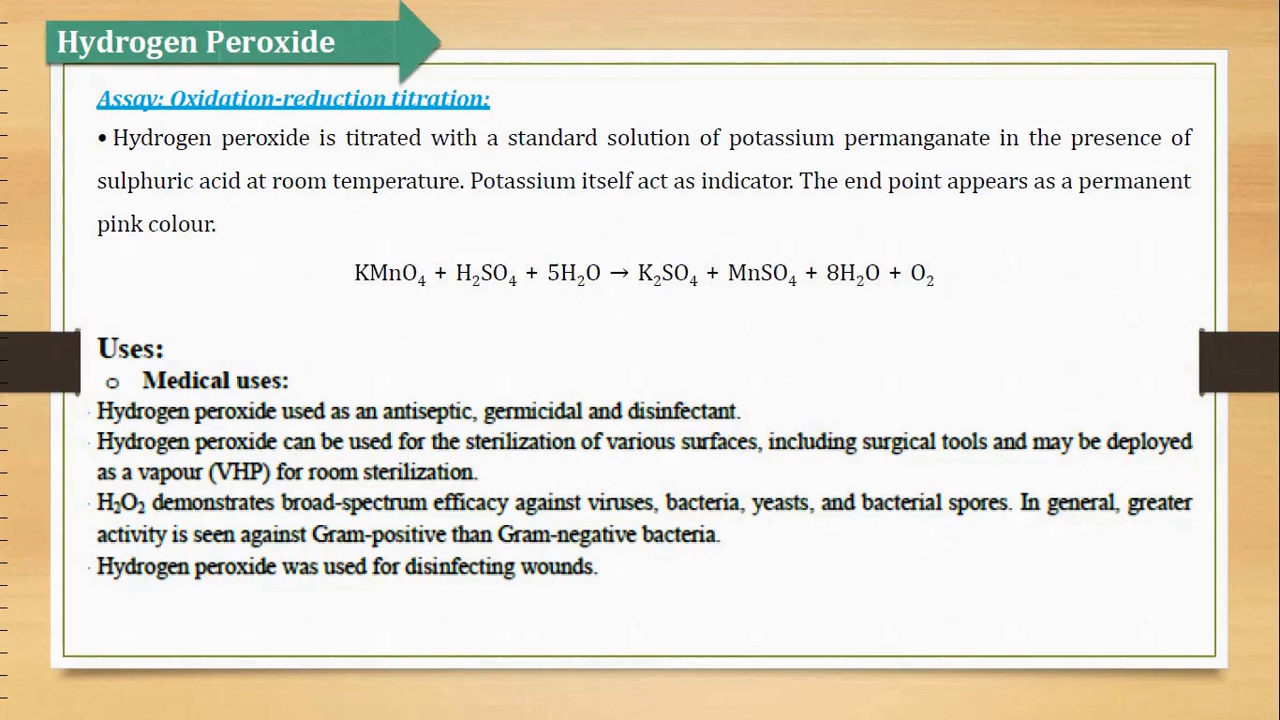 Hydrogen Peroxide
Assay: Oxidation-reduction titration:
• Hydrogen peroxide is titrated with a standard solution of potassium permanganate in the presence of
sulphuric acid at room temperature. Potassium itself act as indicator. The end point appears as a permanent
pink colour.
KMnO₄ + H₂SO₄ + 5H₂O → K₂SO₄ + MnSO₄ + 8H₂O + O₂
Uses:
o Medical uses:
Hydrogen peroxide used as an antiseptic, germicidal and disinfectant.
Hydrogen peroxide can be used for the sterilization of various surfaces, including surgical tools and may be deployed
as a vapour (VHP) for room sterilization.
H₂O₂ demonstrates broad-spectrum efficacy against viruses, bacteria, yeasts, and bacterial spores. In general, greater
activity is seen against Gram-positive than Gram-negative bacteria.
Hydrogen peroxide was used for disinfecting wounds.